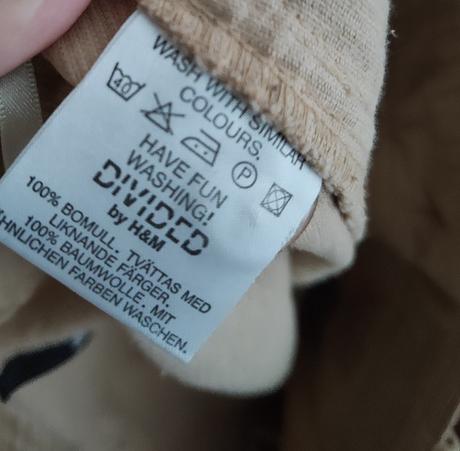 WASH WITH SIMILAR
COLOURS.
P
HAVE FUN
WASHING!
DIVIDED
by H&M
100% BOMULL. TVÄTTAS MED
LIKNANDE FÄRGER.
100% BAUMWOLLE. MIT
ÄHNLICHEN FARBEN WASCHEN.